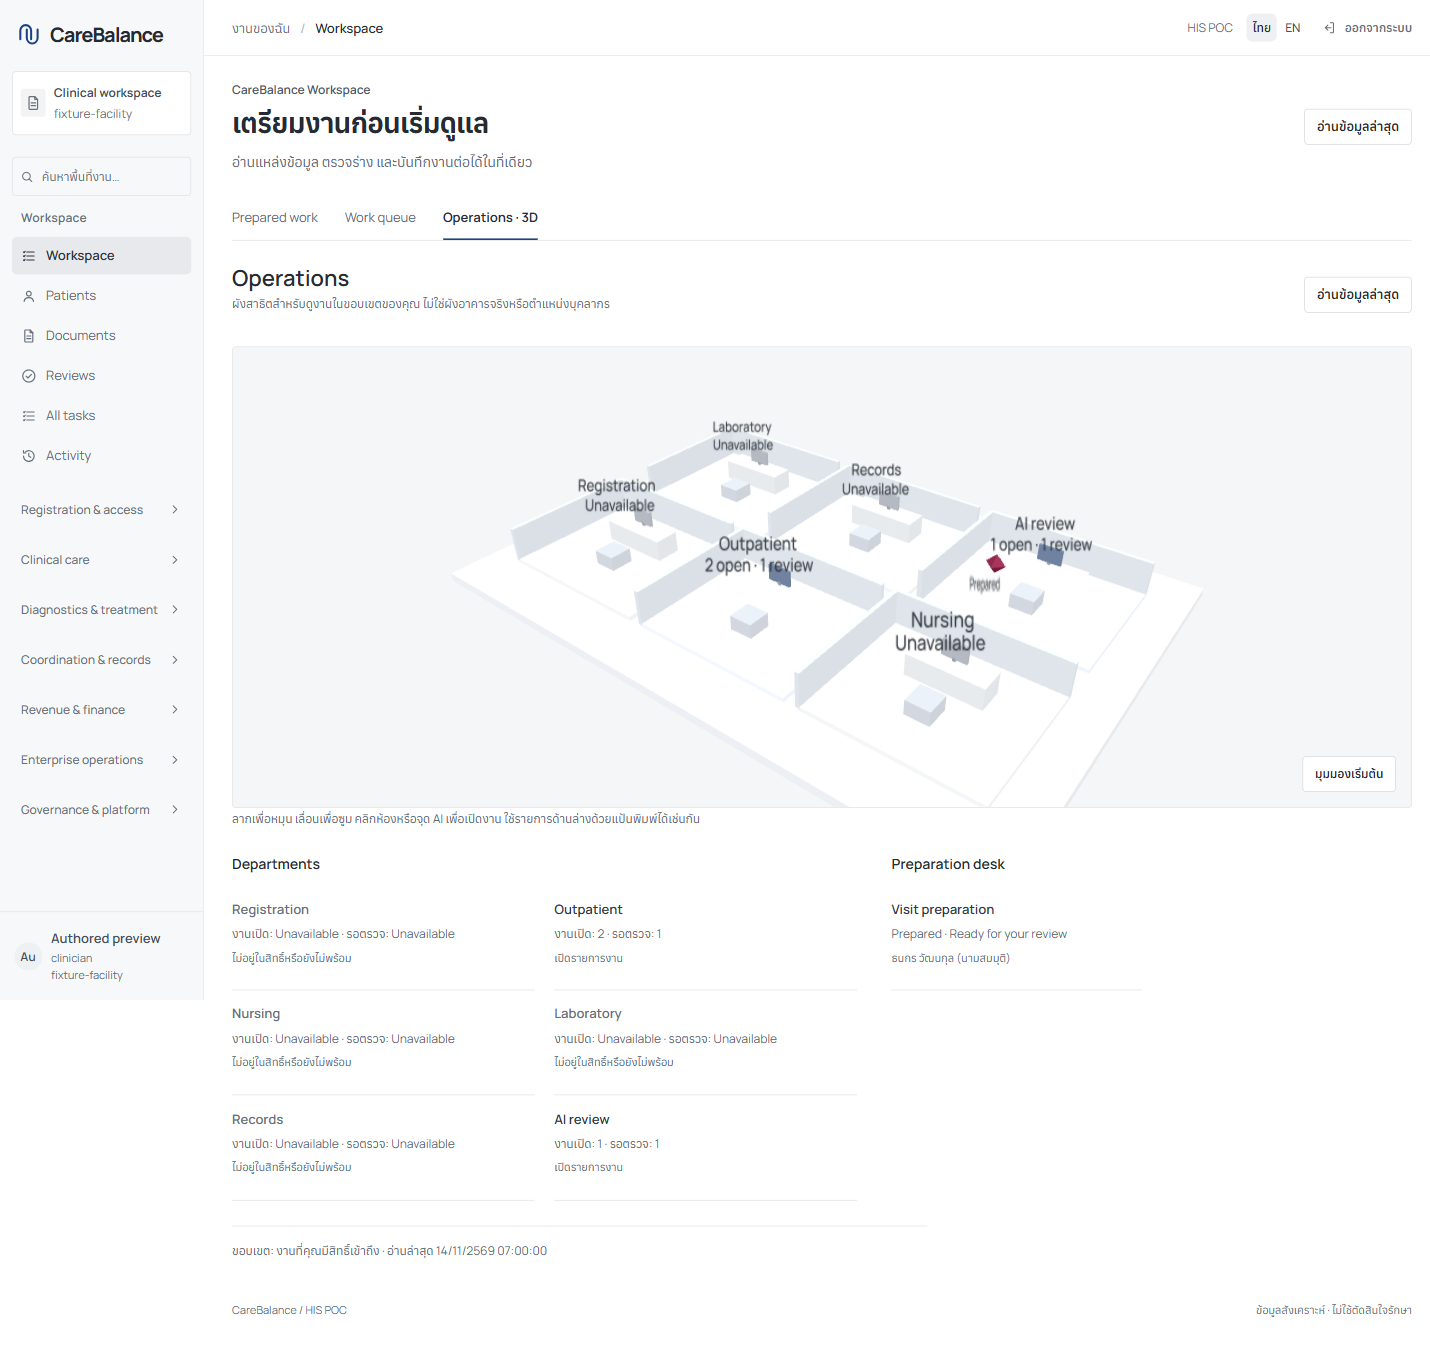 CareBalance
Clinical workspace
fixture-facility
ค้นหาพื้นที่งาน...
Workspace
Workspace
Patients
Documents
Reviews
All tasks
Activity
Registration & access
Clinical care
Diagnostics & treatment
Coordination & records
Revenue & finance
Enterprise operations
Governance & platform
Au
Authored preview
clinician
fixture-facility
งานของฉัน / Workspace
HIS POC ไทย EN ออกจากระบบ
CareBalance Workspace
เตรียมงานก่อนเริ่มดูแล
อ่านแหล่งข้อมูล ตรวจร่าง และบันทึกงานต่อได้ในที่เดียว
อ่านข้อมูลล่าสุด
Prepared work Work queue Operations · 3D
Operations
ผังสาธิตสำหรับดูงานในขอบเขตของคุณ ไม่ใช่ผังอาคารจริงหรือตำแหน่งบุคลากร
อ่านข้อมูลล่าสุด
Laboratory
Unavailable
Records
Unavailable
Registration
Unavailable
AI review
1 open · 1 review
Outpatient
2 open · 1 review
Prepared
Nursing
Unavailable
มุมมองเริ่มต้น
ลากเพื่อหมุน เลื่อนเพื่อซูม คลิกห้องหรือจุด AI เพื่อเปิดงาน ใช้รายการด้านล่างด้วยแป้นพิมพ์ได้เช่นกัน
Departments
Registration
งานเปิด: Unavailable · รอตรวจ: Unavailable
ไม่อยู่ในสิทธิ์หรือยังไม่พร้อม
Outpatient
งานเปิด: 2 · รอตรวจ: 1
เปิดรายการงาน
Nursing
งานเปิด: Unavailable · รอตรวจ: Unavailable
ไม่อยู่ในสิทธิ์หรือยังไม่พร้อม
Laboratory
งานเปิด: Unavailable · รอตรวจ: Unavailable
ไม่อยู่ในสิทธิ์หรือยังไม่พร้อม
Records
งานเปิด: Unavailable · รอตรวจ: Unavailable
ไม่อยู่ในสิทธิ์หรือยังไม่พร้อม
AI review
งานเปิด: 1 · รอตรวจ: 1
เปิดรายการงาน
Preparation desk
Visit preparation
Prepared · Ready for your review
ธนกร วัฒนกุล (นามสมมุติ)
ขอบเขต: งานที่คุณมีสิทธิ์เข้าถึง · อ่านล่าสุด 14/11/2569 07:00:00
CareBalance / HIS POC
ข้อมูลสังเคราะห์ · ไม่ใช้ตัดสินใจรักษา